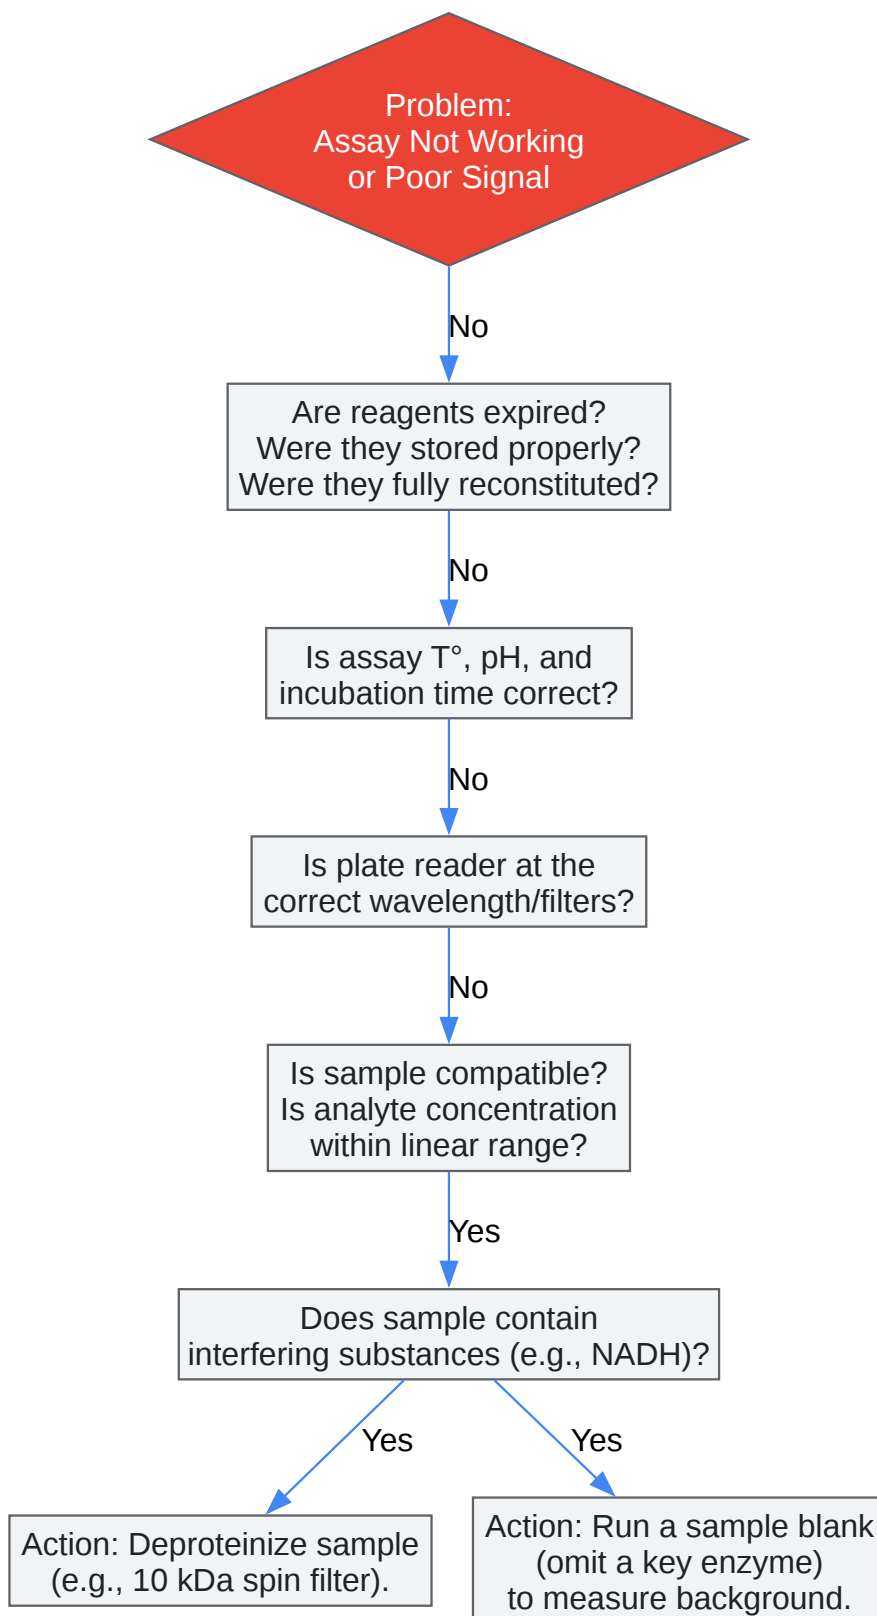 Problem:
Assay Not Working
or Poor Signal
No
Are reagents expired?
Were they stored properly?
Were they fully reconstituted?
No
Is assay T°, pH, and
incubation time correct?
No
Is plate reader at the
correct wavelength/filters?
No
Is sample compatible?
Is analyte concentration
within linear range?
Yes
Does sample contain
interfering substances (e.g., NADH)?
Yes
Yes
Action: Deproteinize sample
(e.g., 10 kDa spin filter).
Action: Run a sample blank
(omit a key enzyme)
to measure background.